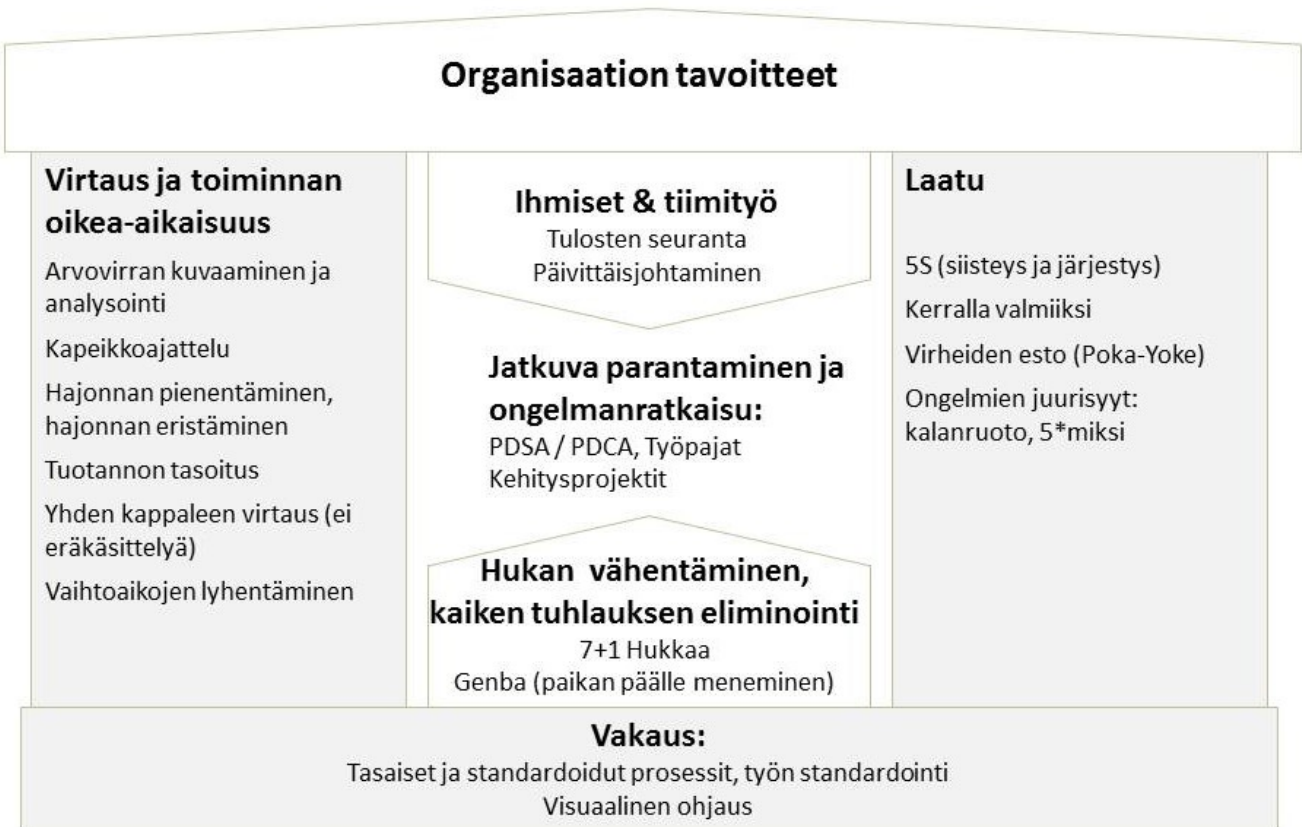 Organisaation tavoitteet
Virtaus ja toiminnan
oikea-aikaisuus
Arvovirran kuvaaminen ja
analysointi
Kapeikkoajattelu
Hajonnan pienentäminen,
hajonnan eristäminen
Tuotannon tasoitus
Yhden kappaleen virtaus (ei
eräkäsittelyä)
Vaihtoaikojen lyhentäminen
Ihmiset & tiimityö
Tulosten seuranta
Päivittäisjohtaminen
Jatkuva parantaminen ja
ongelmanratkaisu:
PDSA / PDCA, Työpajat
Kehitysprojektit
Hukan vähentäminen,
kaiken tuhlauksen eliminointi
7+1 Hukkaa
Genba (paikan päälle meneminen)
Laatu
5S (siisteys ja järjestys)
Kerralla valmiiksi
Virheiden esto (Poka-Yoke)
Ongelmien juurisyyt:
kalanruoto, 5*miksi
Vakaus:
Tasaiset ja standardoidut prosessit, työn standardointi
Visuaalinen ohjaus